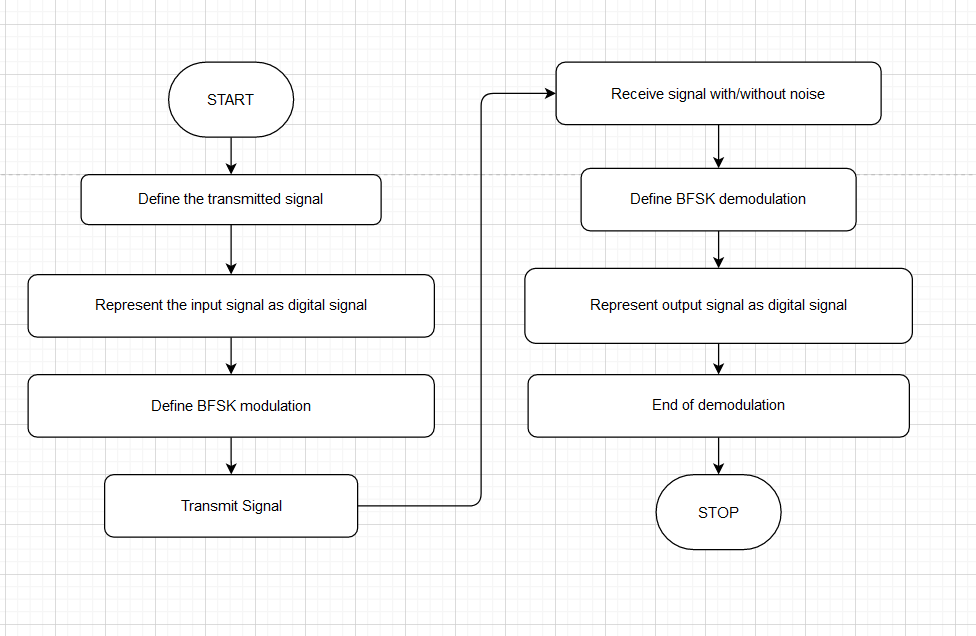 START
Define the transmitted signal
Represent the input signal as digital signal
Define BFSK modulation
Transmit Signal
Receive signal with/without noise
Define BFSK demodulation
Represent output signal as digital signal
End of demodulation
STOP